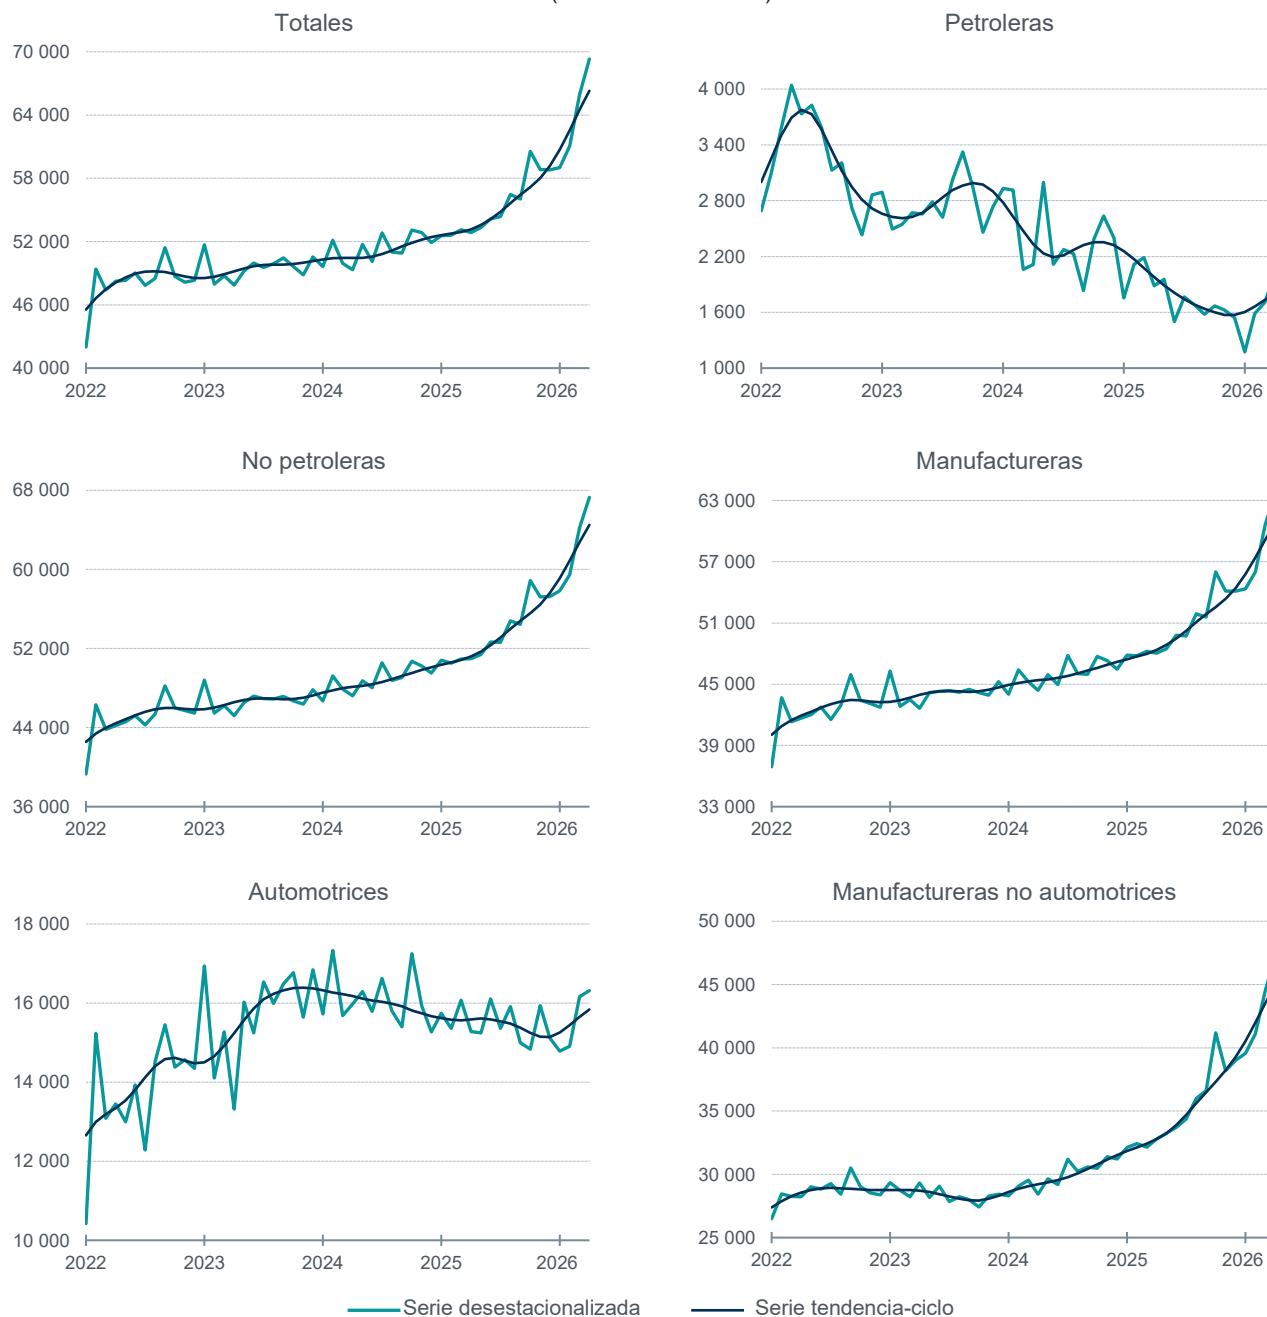 Totales
70 000
64 000
58 000
52 000
46 000
40 000
2022 2023 2024 2025 2026
Petroleras
4 000
3 400
2 800
2 200
1 600
1 000
2022 2023 2024 2025 2026
No petroleras
68 000
60 000
52 000
44 000
36 000
2022 2023 2024 2025 2026
Manufactureras
63 000
57 000
51 000
45 000
39 000
33 000
2022 2023 2024 2025 2026
Automotrices
18 000
16 000
14 000
12 000
10 000
2022 2023 2024 2025 2026
Manufactureras no automotrices
50 000
45 000
40 000
35 000
30 000
25 000
2022 2023 2024 2025 2026
Serie desestacionalizada Serie tendencia-ciclo